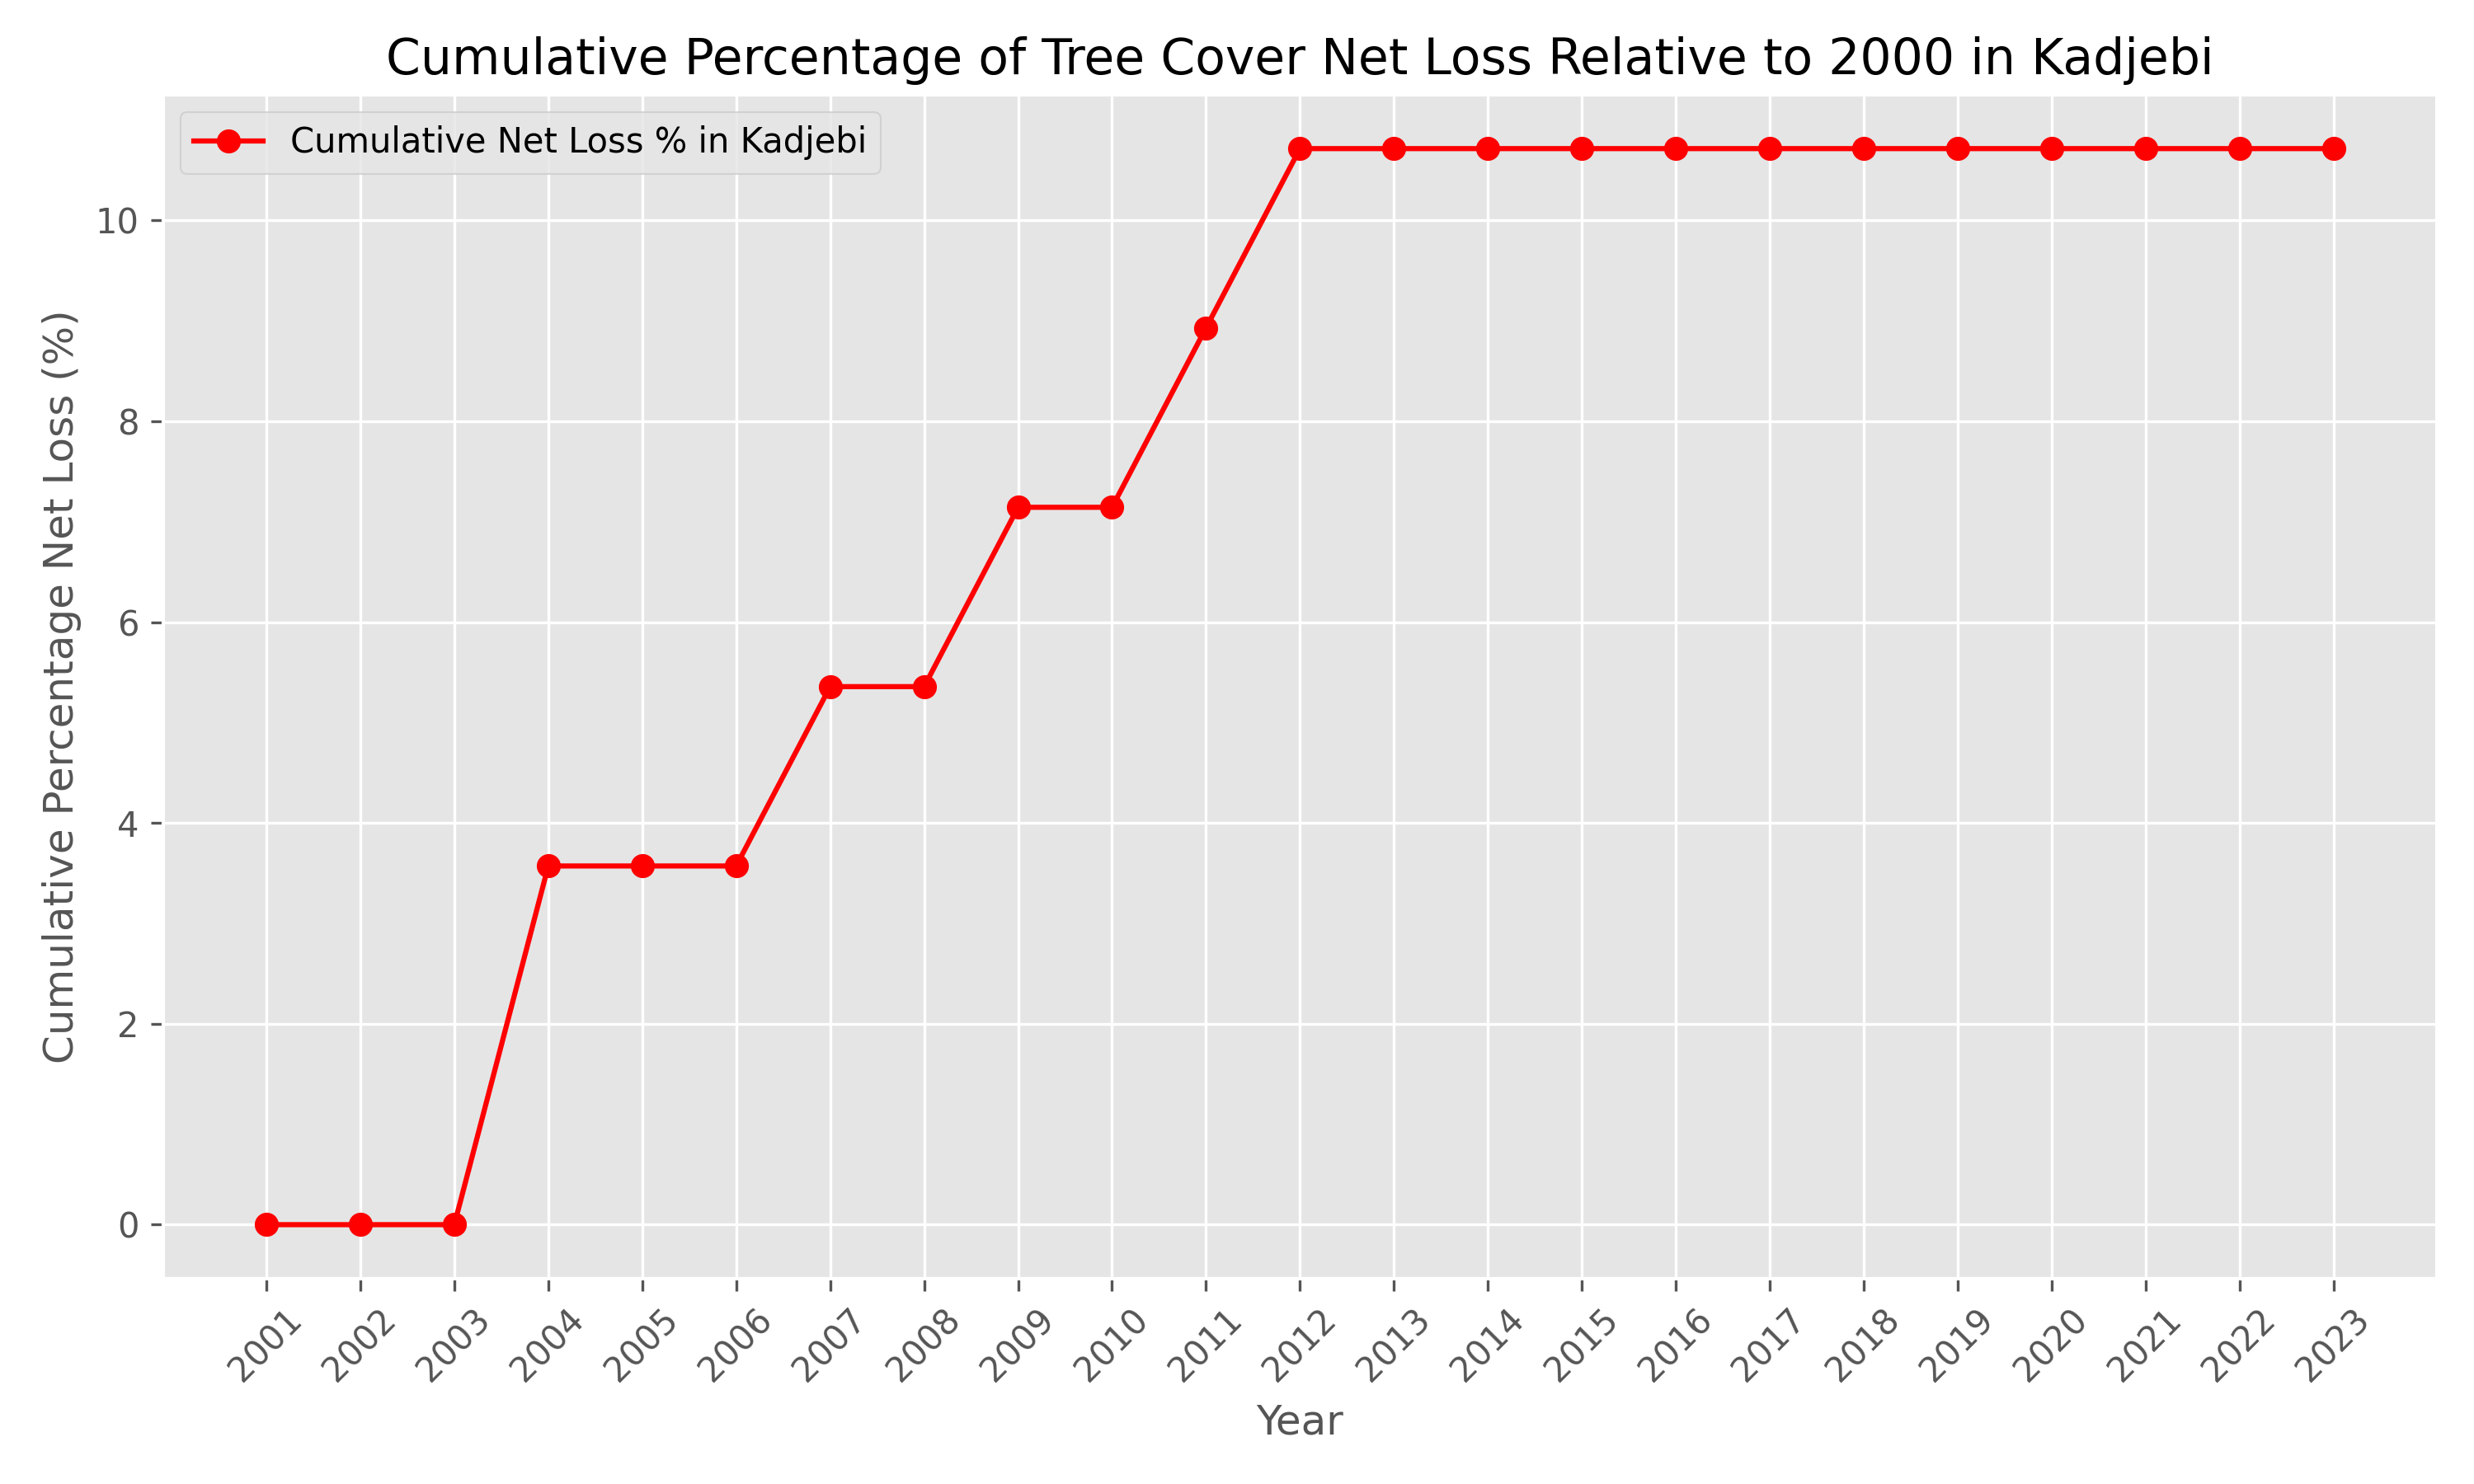 Cumulative Percentage of Tree Cover Net Loss Relative to 2000 in Kadjebi
Cumulative Net Loss % in Kadjebi
Cumulative Percentage Net Loss (%)
10
8
6
4
2
0
2001 2002 2003 2004 2005 2006 2007 2008 2009 2010 2011 2012 2013 2014 2015 2016 2017 2018 2019 2020 2021 2022 2023
Year